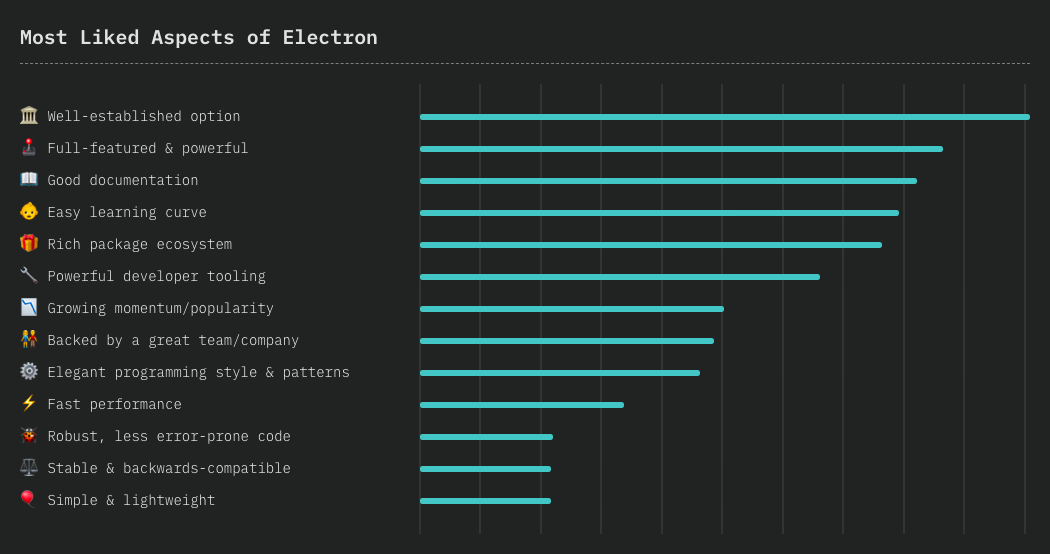 Most Liked Aspects of Electron
Well-established option
Full-featured & powerful
Good documentation
Easy learning curve
Rich package ecosystem
Powerful developer tooling
Growing momentum/popularity
Backed by a great team/company
Elegant programming style & patterns
Fast performance
Robust, less error-prone code
Stable & backwards-compatible
Simple & lightweight